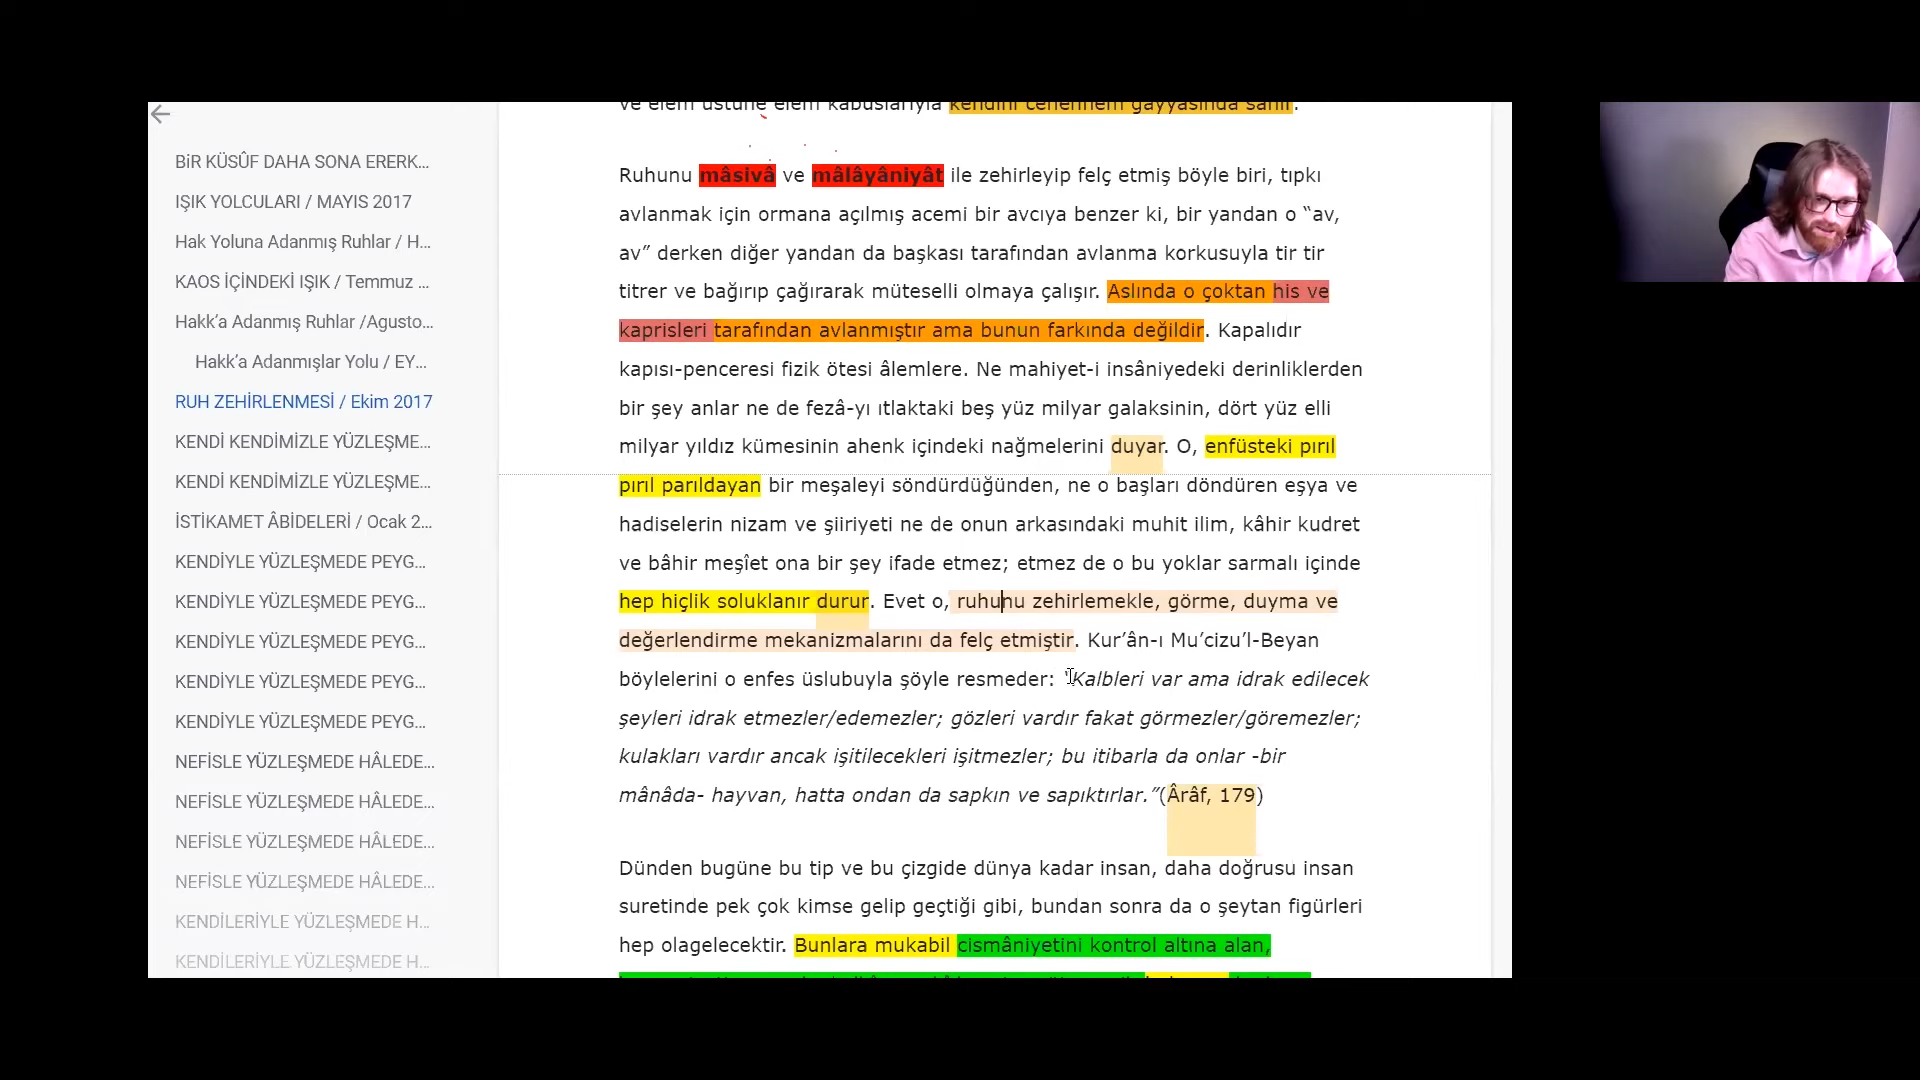 BİR KÜSÛF DAHA SONA ERERK...
IŞIK YOLCULARI / MAYIS 2017
Hak Yoluna Adanmış Ruhlar / H...
KAOS İÇİNDEKİ IŞIK / Temmuz ...
Hakk’a Adanmış Ruhlar /Agusto...
Hakk’a Adanmışlar Yolu / EY...
RUH ZEHİRLENMESİ / Ekim 2017
KENDİ KENDİMİZLE YÜZLEŞME...
KENDİ KENDİMİZLE YÜZLEŞME...
İSTİKAMET ÂBİDELERİ / Ocak 2...
KENDİYLE YÜZLEŞMEDE PEYG...
KENDİYLE YÜZLEŞMEDE PEYG...
KENDİYLE YÜZLEŞMEDE PEYG...
KENDİYLE YÜZLEŞMEDE PEYG...
KENDİYLE YÜZLEŞMEDE PEYG...
NEFİSLE YÜZLEŞMEDE HÂLEDE...
NEFİSLE YÜZLEŞMEDE HÂLEDE...
NEFİSLE YÜZLEŞMEDE HÂLEDE...
NEFİSLE YÜZLEŞMEDE HÂLEDE...
KENDİLERİYLE YÜZLEŞMEDE H...
KENDİLERİYLE YÜZLEŞMEDE H...
ve elem üstüne elem kabuslarıyla kendini cehennem gayyasında sanır.
Ruhunu mâsivâ ve mâlâyâniyât ile zehirleyip felç etmiş böyle biri, tıpkı
avlanmak için ormana açılmış acemi bir avcıya benzer ki, bir yandan o “av,
av” derken diğer yandan da başkası tarafından avlanma korkusuyla tir tir
titrer ve bağırıp çağırarak müteselli olmaya çalışır. Aslında o çoktan his ve
kaprisleri tarafından avlanmıştır ama bunun farkında değildir. Kapalıdır
kapısı-penceresi fizik ötesi âlemlere. Ne mahiyet-i insâniyedeki derinliklerden
bir şey anlar ne de fezâ-yı ıtlaktaki beş yüz milyar galaksinin, dört yüz elli
milyar yıldız kümesinin ahenk içindeki nağmelerini duyar. O, enfüsteki pırıl
pırıl parıldayan bir meşaleyi söndürdüğünden, ne o başları döndüren eşya ve
hadiselerin nizam ve şiiriyeti ne de onun arkasındaki muhit ilim, kâhir kudret
ve bâhir meşîet ona bir şey ifade etmez; etmez de o bu yoklar sarmalı içinde
hep hiçlik soluklanır durur. Evet o, ruhunu zehirlemekle, görme, duyma ve
değerlendirme mekanizmalarını da felç etmiştir. Kur’ân-ı Mu’cizu’l-Beyan
böylelerini o enfes üslubuyla şöyle resmeder: “Kalbleri var ama idrak edilecek
şeyleri idrak etmezler/edemezler; gözleri vardır fakat görmezler/göremezler;
kulakları vardır ancak işitilecekleri işitmezler; bu itibarla da onlar -bir
mânâda- hayvan, hatta ondan da sapkın ve sapıktırlar.”(Ârâf, 179)
Dünden bugüne bu tip ve bu çizgide dünya kadar insan, daha doğrusu insan
suretinde pek çok kimse gelip geçtiği gibi, bundan sonra da o şeytan figürleri
hep olagelecektir. Bunlara mukabil cismâniyetini kontrol altına alan,